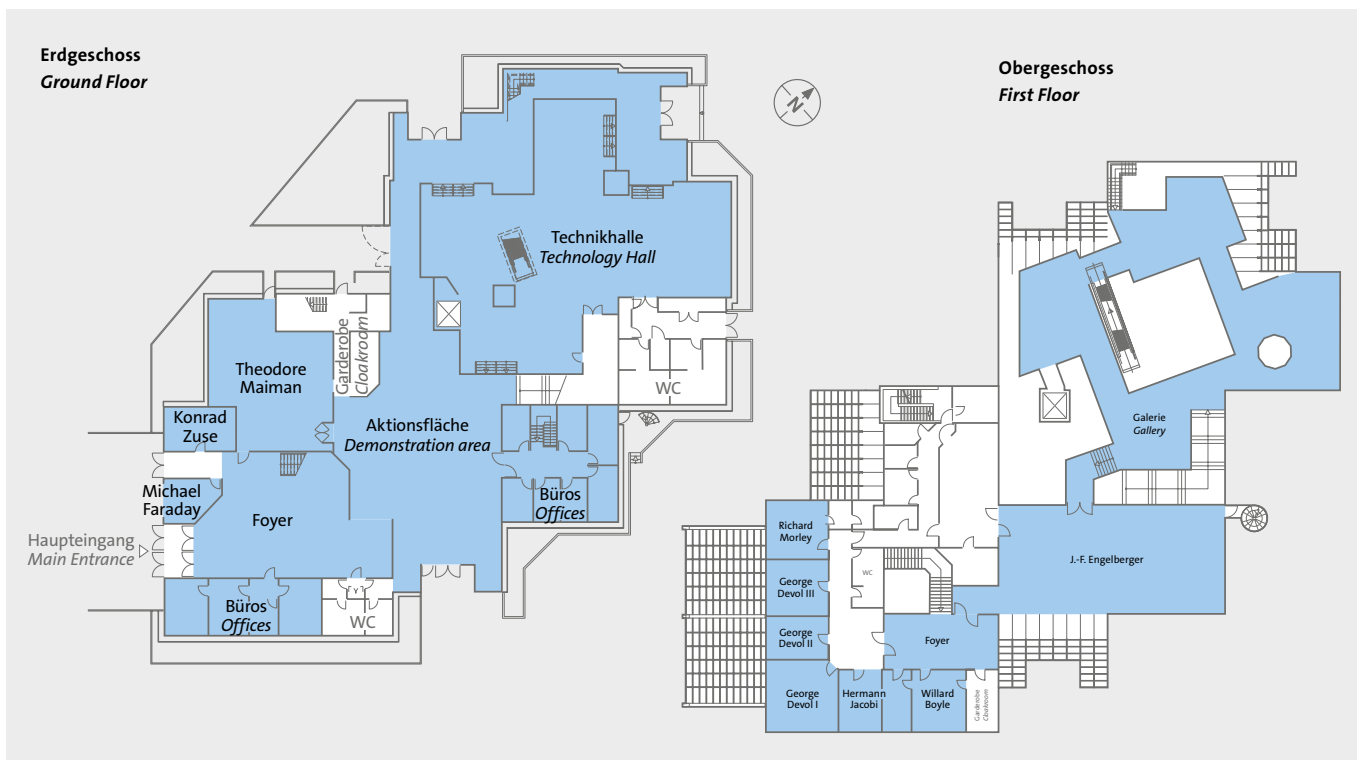 Erdgeschoss
Ground Floor
N
Obergeschoss
First Floor
Technikhalle
Technology Hall
Garderobe
Cloakroom
Theodore
Maiman
WC
Konrad
Zuse
Aktionsfläche
Demonstration area
Michael
Faraday
Büros
Offices
Foyer
Haupteingang
Main Entrance
Büros
Offices
WC
Galerie
Gallery
Richard
Morley
J.-F. Engelberger
WC
George
Devol III
George
Devol II
Foyer
George
Devol I
Hermann
Jacobi
Willard
Boyle
Garderobe
Cloakroom